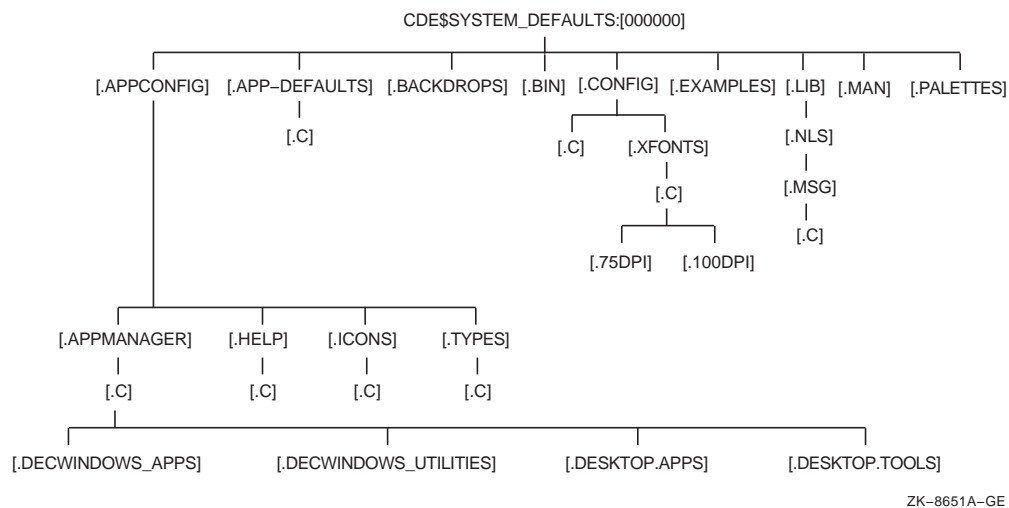 CDE$SYSTEM_DEFAULTS:[000000]
[.APPCONFIG] [.APP–DEFAULTS] [.BACKDROPS] [.BIN] [.CONFIG] [.EXAMPLES] [.LIB] [.MAN] [.PALETTES]
[.C] [.C] [.XFONTS] [.NLS]
[.C] [.MSG]
[.75DPI] [.100DPI] [.C]
[.APPMANAGER] [.HELP] [.ICONS] [.TYPES]
[.C] [.C] [.C] [.C]
[.DECWINDOWS_APPS] [.DECWINDOWS_UTILITIES] [.DESKTOP.APPS] [.DESKTOP.TOOLS]
ZK–8651A–GE